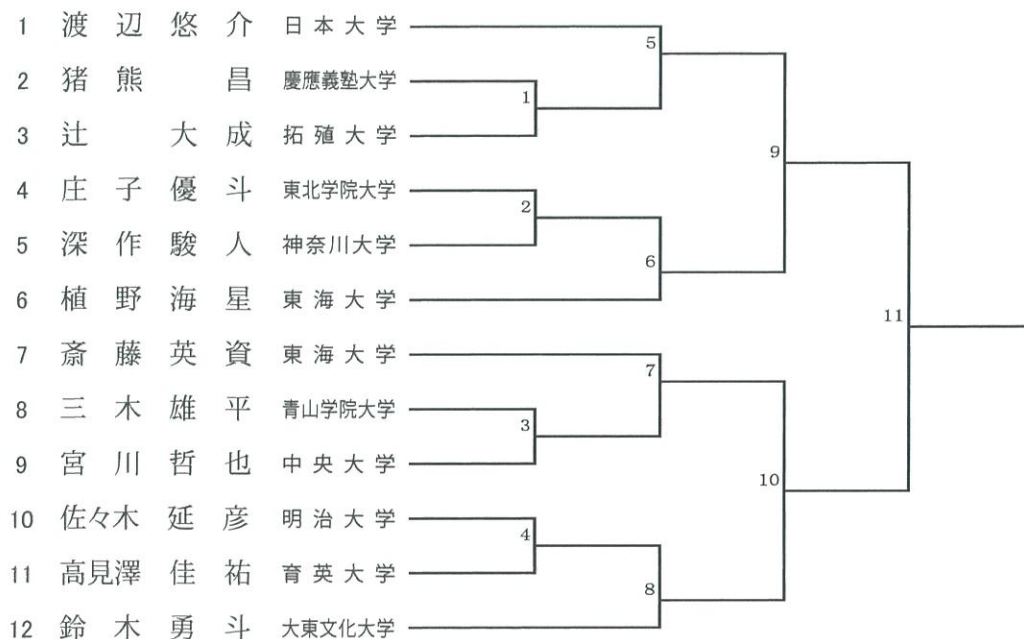 1 渡辺悠介 日本大学
2 猪熊 昌 慶應義塾大学
3 辻 大成 拓殖大学
4 庄子優斗 東北学院大学
5 深作駿人 神奈川大学
6 植野海星 東海大学
7 斎藤英資 東海大学
8 三木雄平 青山学院大学
9 宮川哲也 中央大学
10 佐々木延彦 明治大学
11 高見澤佳祐 育英大学
12 鈴木勇斗 大東文化大学
5
1
9
2
6
11
7
3
10
4
8